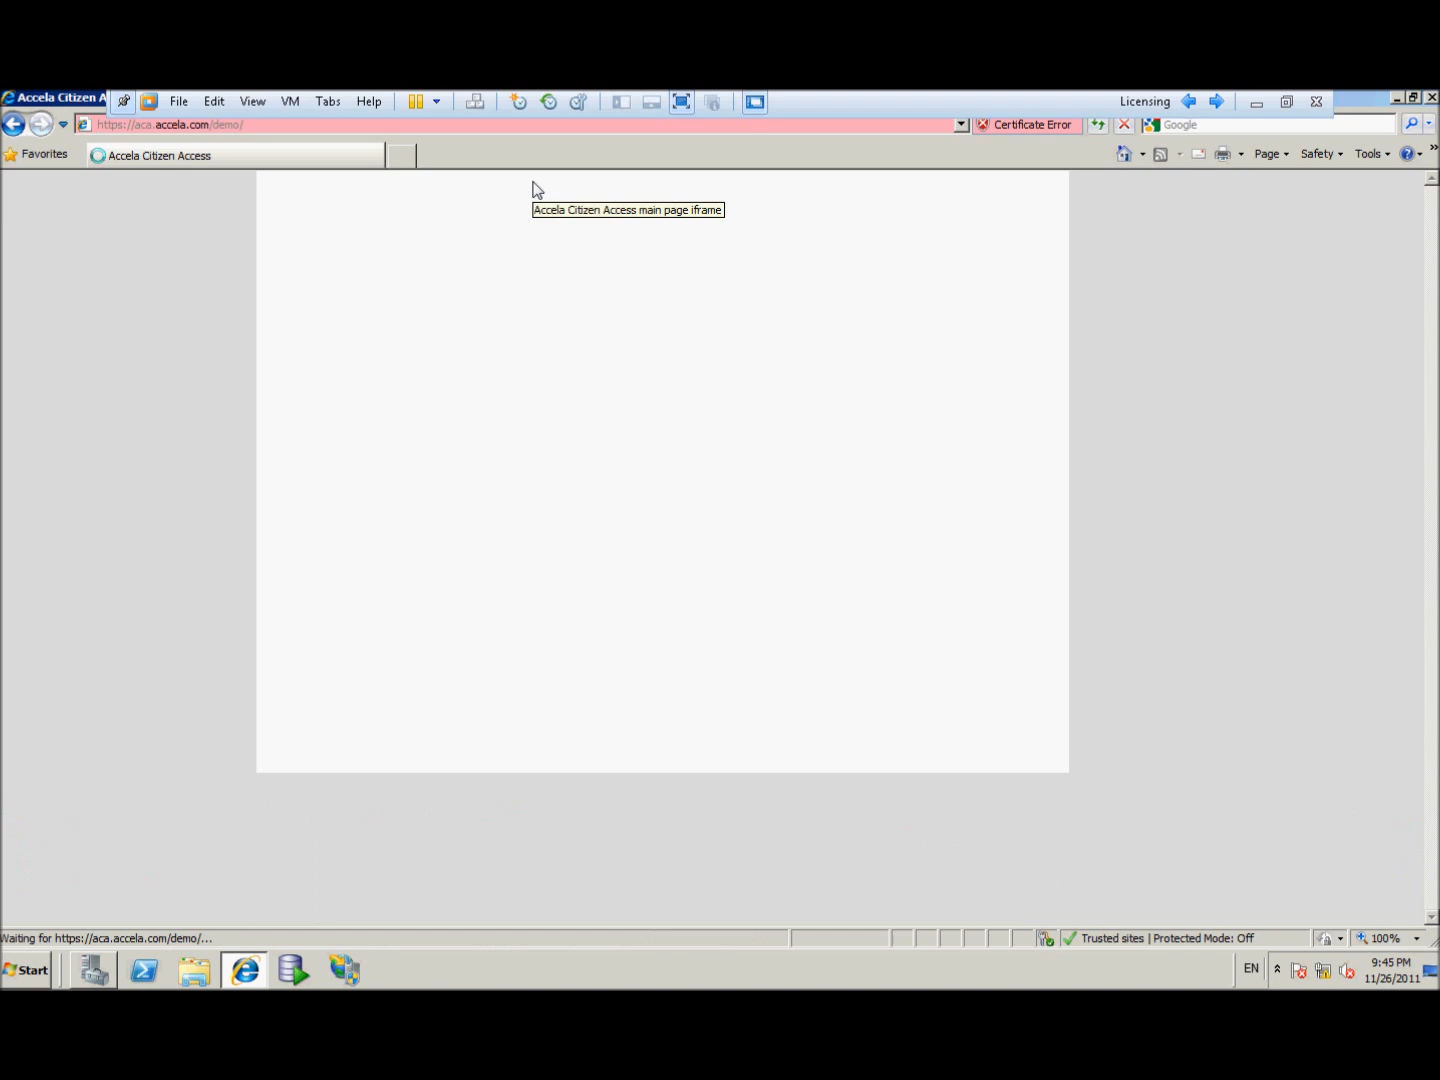 Accela Citizen A
File Edit View VM Tabs Help
Licensing
https://aca.accela.com/demo/
Certificate Error
Google
Favorites
Accela Citizen Access
Page Safety Tools
Accela Citizen Access main page iframe
Waiting for https://aca.accela.com/demo/...
Trusted sites | Protected Mode: Off
100%
Start
EN
9:45 PM
11/26/2011